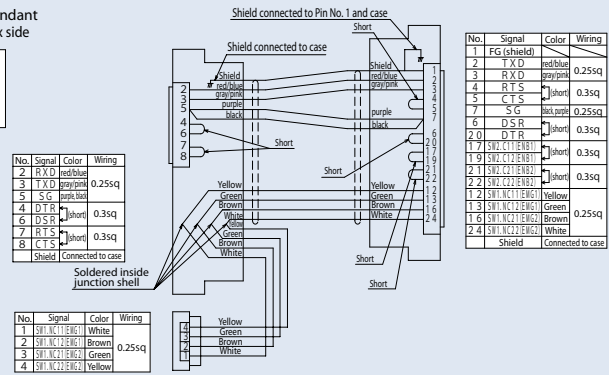 ndant
x side
Shield connected to Pin No. 1 and case
Short
Shield connected to case
Shield
red/blue
gray/pink
purple
black
2
3
5
4
6
7
8
Short
Shield
red/blue
gray/pink
purple
black
1
2
3
4
5
7
6
20
17
19
21
22
12
13
16
24
Short
Yellow
Green
Brown
White
Yellow
Green
Brown
White
Yellow
Green
Brown
White
Short
Short
Soldered inside
junction shell
4
3
2
1
Yellow
Green
Brown
White
No. Signal Color Wiring
2 RXD red/blue 0.25sq
3 TXD gray/pink
5 SG purple, black
4 DTR (short) 0.3sq
6 DSR
7 RTS (short) 0.3sq
8 CTS
Shield Connected to case
No. Signal Color Wiring
1 SW1.NC11(EMG1) White 0.25sq
2 SW1.NC12(EMG1) Brown
3 SW1.NC21(EMG2) Green
4 SW1.NC22(EMG2) Yellow
No. Signal Color Wiring
1 FG (shield)
2 TXD red/blue 0.25sq
3 RXD gray/pink
4 RTS (short) 0.3sq
5 CTS
7 SG black, purple 0.25sq
6 DSR (short) 0.3sq
20 DTR
17 SW2.C11(ENB1) (short) 0.3sq
19 SW2.C12(ENB1)
21 SW2.C21(ENB2) (short) 0.3sq
22 SW2.C22(ENB2)
12 SW1.NC11(EMG1) Yellow 0.25sq
13 SW1.NC12(EMG1) Green
16 SW1.NC21(EMG2) Brown
24 SW1.NC22(EMG2) White
Shield Connected to case